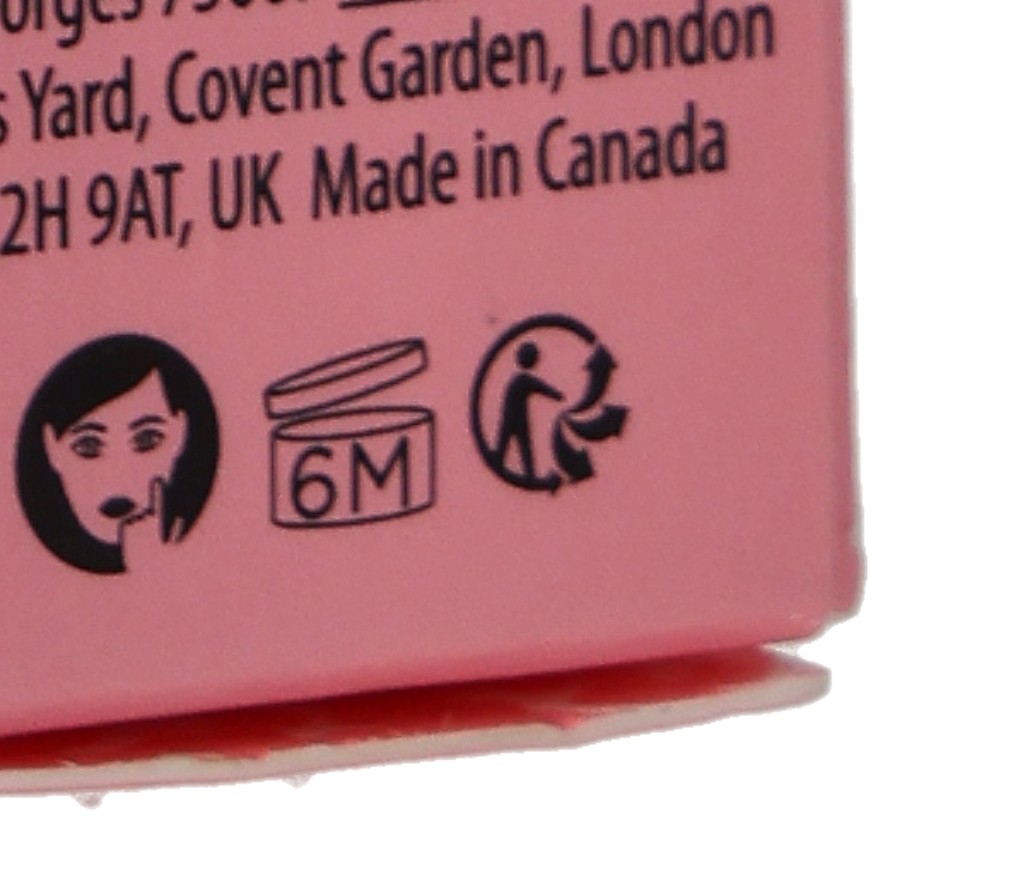 Yard, Covent Garden, London
2H 9AT, UK Made in Canada
6M